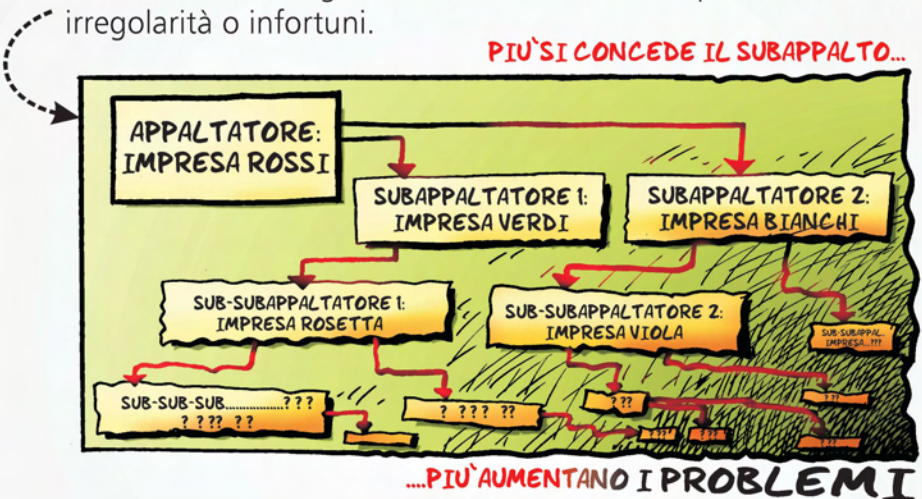 irregolarità o infortuni.
PIU`SI CONCEDE IL SUBAPPALTO...
APPALTATORE:
IMPRESA ROSSI
SUBAPPALTATORE 1:
IMPRESA VERDI
SUBAPPALTATORE 2:
IMPRESA BIANCHI
SUB-SUBAPPALTATORE 1:
IMPRESA ROSETTA
SUB-SUBAPPALTATORE 2:
IMPRESA VIOLA
SUB-SUBAPPAL..
IMPRESA...???
SUB-SUB-SUB.................???
? ??? ? ?
? ??? ??
? ??
? ??
? ??
? ??
? ??
....PIU`AUMENTANO I PROBLEMI